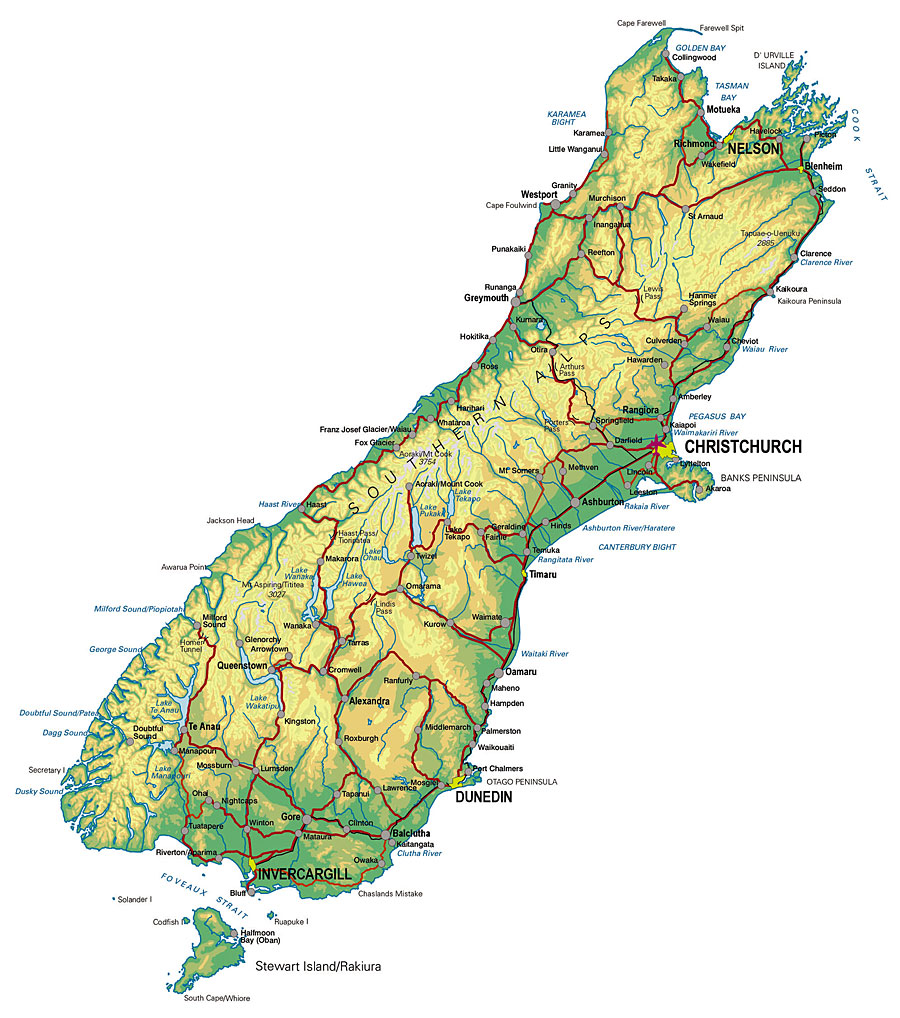 Cape Farewell
Farewell Spit
GOLDEN BAY
Collingwood
D' URVILLE
ISLAND
Takaka
TASMAN
BAY
Motueka
KARAMEA
BIGHT
COOK
STRAIT
Karamea
Havelock
Picton
Richmond
NELSON
Little Wanganui
Wakefield
Blenheim
Granity
Seddon
Westport
Murchison
Cape Foulwind
St Arnaud
Inangahua
Tapuae-o-Uenuku
2885
Punakaiki
Reefton
Clarence
Clarence River
Runanga
Lewis
Pass
Kaikoura
Greymouth
Hanmer
Springs
Kaikoura Peninsula
Kumara
Waiau
Hokitika
Otira
Culverden
Cheviot
Waiau River
Ross
Arthurs
Pass
Hawarden
SOUTHERN ALPS
Amberley
Harihari
Rangiora
PEGASUS BAY
Whataroa
Porters
Pass
Springfield
Kaiapoi
Franz Josef Glacier/Waiau
Waimakariri River
Fox Glacier
Darfield
CHRISTCHURCH
Aoraki/Mt Cook
3754
Lyttelton
Mt Somers
Methven
Lincoln
BANKS PENINSULA
Aoraki/Mount Cook
Leeston
Akaroa
Lake
Tekapo
Haast River
Haast
Lake
Pukaki
Ashburton
Rakaia River
Jackson Head
Geraldine
Hinds
Ashburton River/Haratere
Haast Pass/
Tioripatea
Lake
Tekapo
Fairlie
CANTERBURY BIGHT
Makarora
Lake
Ohau
Twizel
Temuka
Rangitata River
Awarua Point
Lake
Wanaka
Timaru
Mt Aspiring/Tititea
3027
Lake
Hawea
Omarama
Milford Sound/Piopiotahi
Lindis
Pass
Milford
Sound
Wanaka
Kurow
Waimate
George Sound
Homer
Tunnel
Glenorchy
Arrowtown
Tarras
Waitaki River
Queenstown
Cromwell
Oamaru
Ranfurly
Maheno
Lake
Te Anau
Lake
Wakatipu
Alexandra
Hampden
Doubtful Sound/Patea
Kingston
Dagg Sound
Doubtful
Sound
Te Anau
Middlemarch
Palmerston
Manapouri
Roxburgh
Waikouaiti
Secretary I
Lake
Manapouri
Mossburn
Lumsden
Port Chalmers
Dusky Sound
Mosgiel
OTAGO PENINSULA
Ohai
Nightcaps
Tapanui
Lawrence
DUNEDIN
Tuatapere
Winton
Gore
Clinton
Mataura
Balclutha
Kaitangata
Riverton/Aparima
Clutha River
Owaka
INVERCARGILL
FOVEAUX STRAIT
Bluff
Chaslands Mistake
Solander I
Codfish I
Ruapuke I
Halfmoon
Bay (Oban)
Stewart Island/Rakiura
South Cape/Whiore